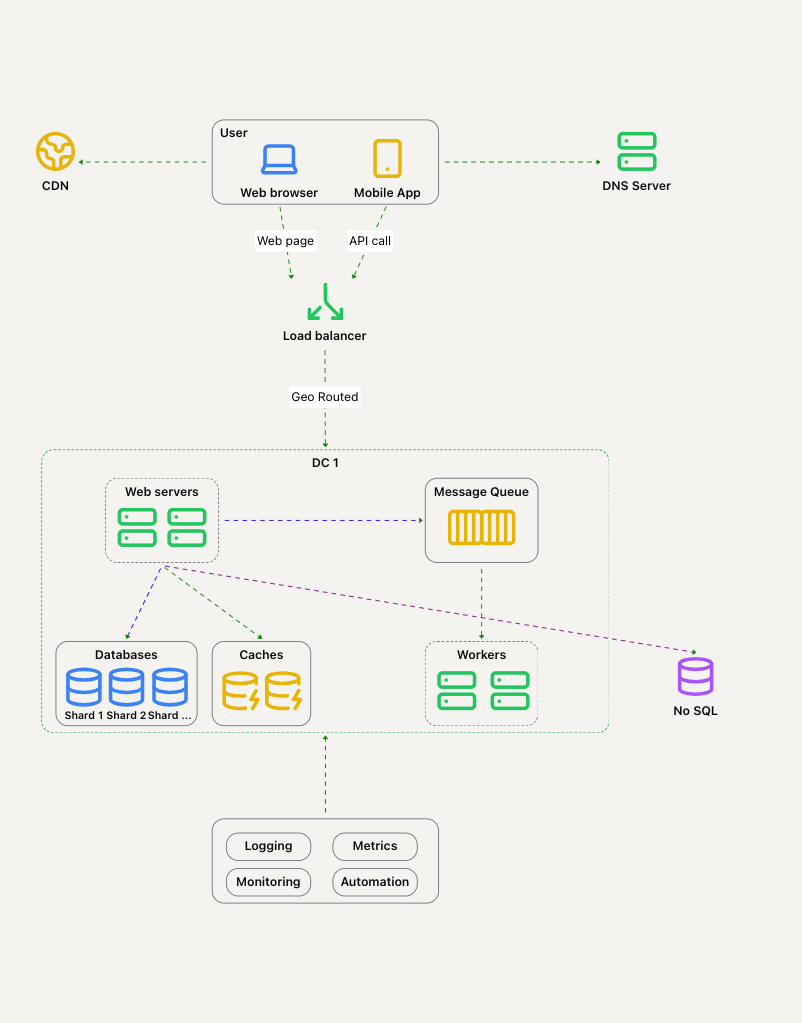 User
Web browser
Mobile App
CDN
DNS Server
Web page
API call
Load balancer
Geo Routed
DC 1
Web servers
Message Queue
Databases
Shard 1 Shard 2 Shard ...
Caches
Workers
No SQL
Logging
Metrics
Monitoring
Automation